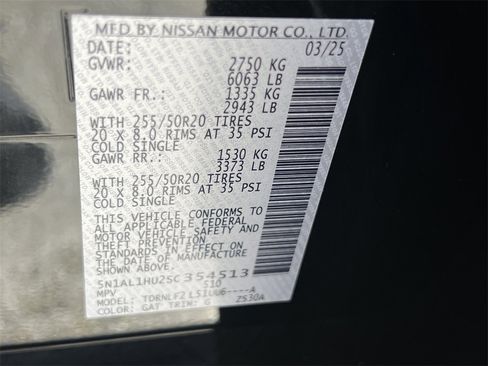 MFD BY NISSAN MOTOR CO., LTD.
DATE: 03/25
GVWR: 2750 KG
6063 LB
GAWR FR.: 1335 KG
2943 LB
WITH 255/50R20 TIRES
20 X 8.0 RIMS AT 35 PSI
COLD SINGLE
GAWR RR.: 1530 KG
3373 LB
WITH 255/50R20 TIRES
20 X 8.0 RIMS AT 35 PSI
COLD SINGLE
THIS VEHICLE CONFORMS TO
ALL APPLICABLE FEDERAL
MOTOR VEHICLE SAFETY AND
THEFT PREVENTION
STANDARDS IN EFFECT ON
THE DATE OF MANUFACTURE
SHOWN ABOVE.
5N1AL1HU2SC354513
MPV S10
MODEL:
COLOR: GAT TRIM: G ZS30A